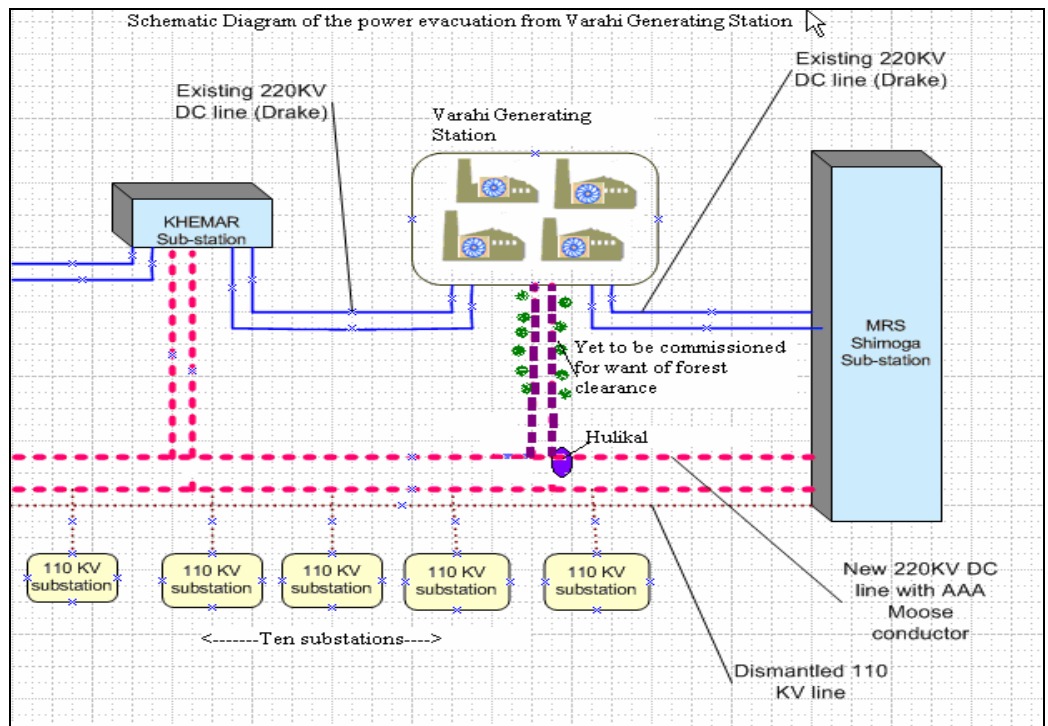 Schematic Diagram of the power evacuation from Varahi Generating Station
Existing 220KV
DC line (Drake)
Existing 220KV
DC line (Drake)
Varahi Generating
Station
KHEMAR
Sub-station
MRS
Shimoga
Sub-station
Yet to be commissioned
for want of forest
clearance
Hulikal
110 KV
substation
110 KV
substation
110 KV
substation
110 KV
substation
110 KV
substation
<-------Ten substations---->
New 220KV DC
line with AAA
Moose
conductor
Dismantled 110
KV line